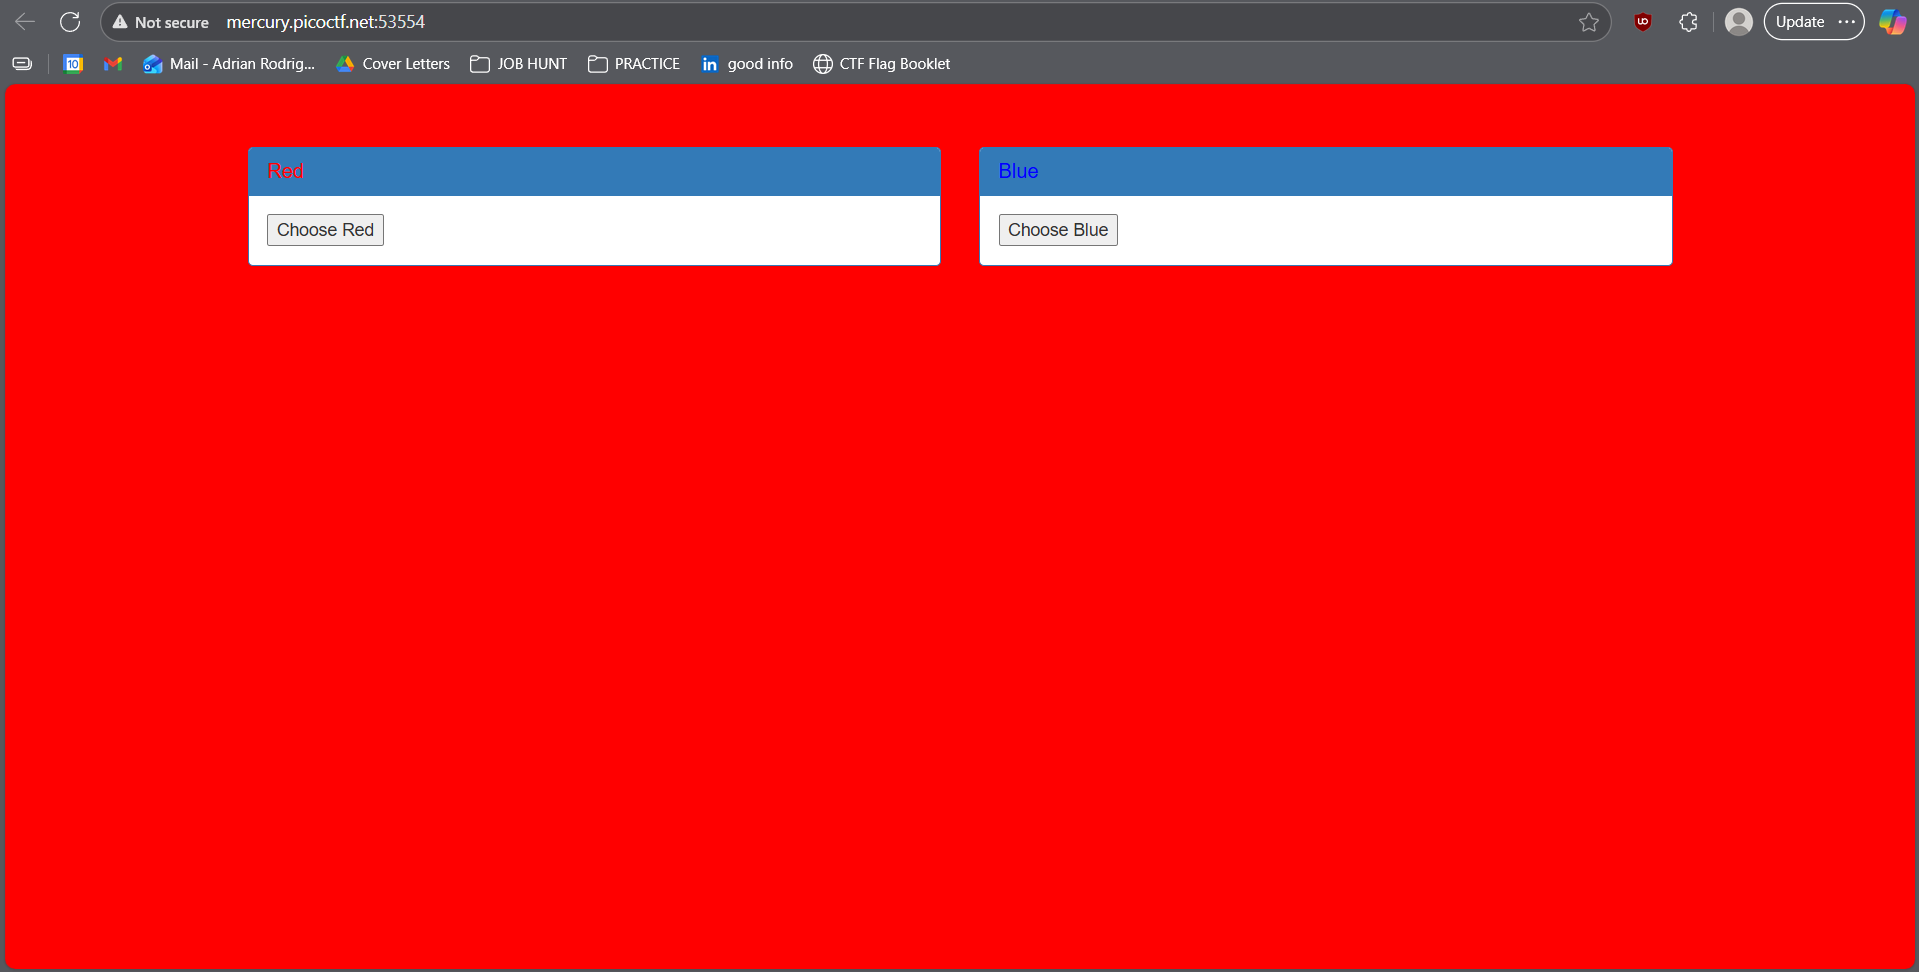 Not secure mercury.picoctf.net:53554 Update
10 Mail - Adrian Rodrig... Cover Letters JOB HUNT PRACTICE in good info CTF Flag Booklet
Red
Choose Red
Blue
Choose Blue